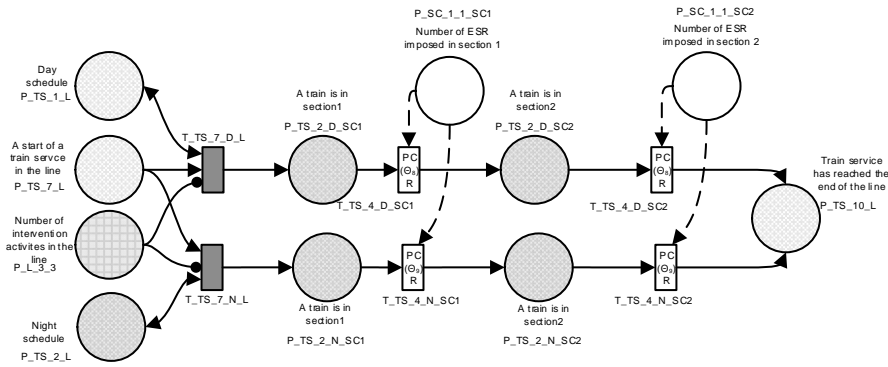 P_SC_1_1_SC1
Number of ESR
imposed in section 1
P_SC_1_1_SC2
Number of ESR
imposed in section 2
Day
schedule
P_TS_1_L
A start of a
train servce
in the line
P_TS_7_L
Number of
intervention
activites in the
line
P_L_3_3
Night
schedule
P_TS_2_L
T_TS_7_D_L
T_TS_7_N_L
A train is in
section1
P_TS_2_D_SC1
PC
(Θ₈)
R
T_TS_4_D_SC1
A train is in
section2
P_TS_2_D_SC2
PC
(Θ₈)
R
T_TS_4_D_SC2
A train is in
section1
P_TS_2_N_SC1
PC
(Θ₉)
R
T_TS_4_N_SC1
A train is in
section2
P_TS_2_N_SC2
PC
(Θ₉)
R
T_TS_4_N_SC2
Train service
has reached the
end of the line
P_TS_10_L